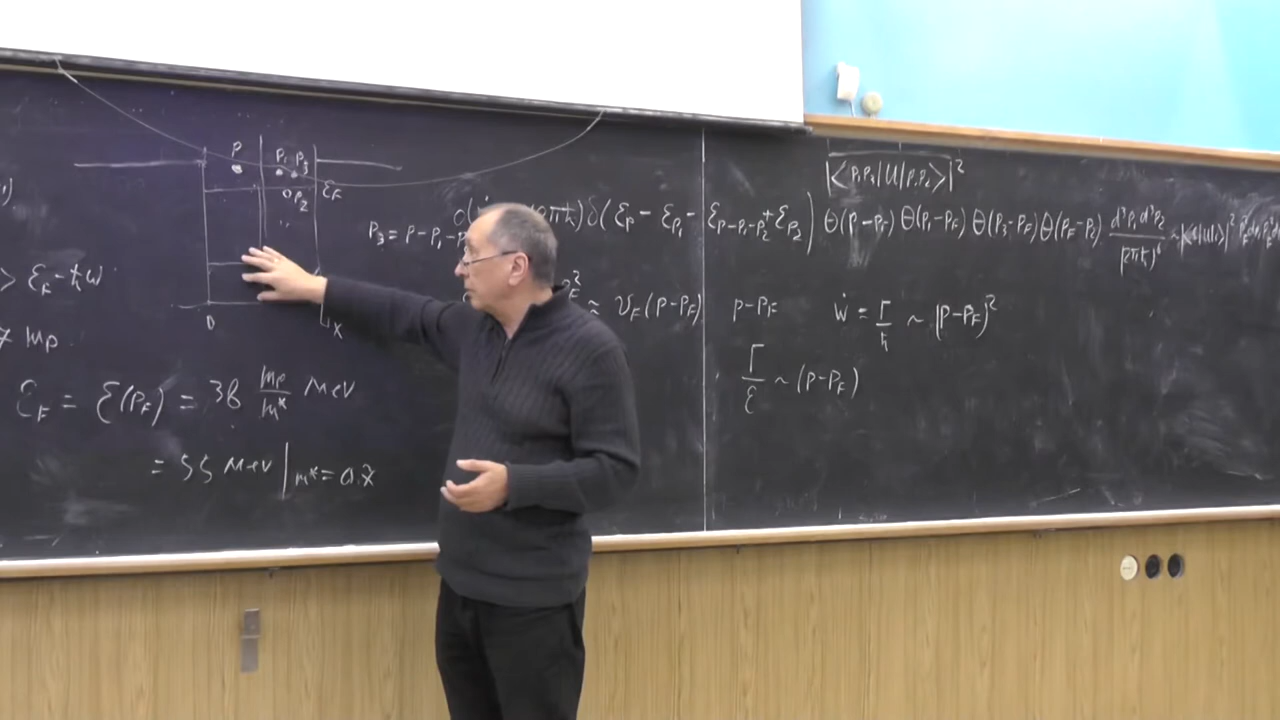 P
P₁ P₃
P₂
ε_F
0
X
> ε_F − ħω
mp
ε_F = ε(P_F) = 38 mp/m* MeV
= 55 MeV | m* = 0.7
P₃ = P − P₁ − P
δ( ε_P − ε_P₁ − ε_P−P₁−P₂ + ε_P₂ ) θ(P−P_F) θ(P₁−P_F) θ(P₃−P_F) θ(P_F−P₂) d³P₁ d³P₂ / (2πħ)⁶ ~
≈ v_F (P − P_F)
|<P₁P₃|U|P,P₂>|²
P − P_F
ẇ = Γ/ħ ~ (P−P_F)²
Γ/ε ~ (P−P_F)